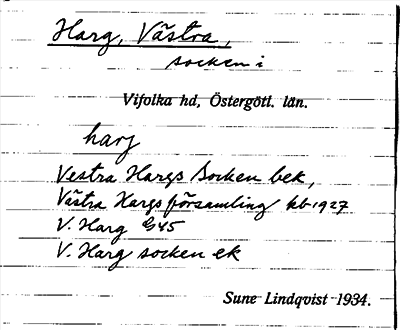 Harg, Västra,
socken i
Vifolka hd, Östergötl. län.
harj
Vestra Hargs Socken bek,
Västra Hargs församling kb 1927
V. Harg G45
V. Harg socken ek
Sune Lindqvist 1934.